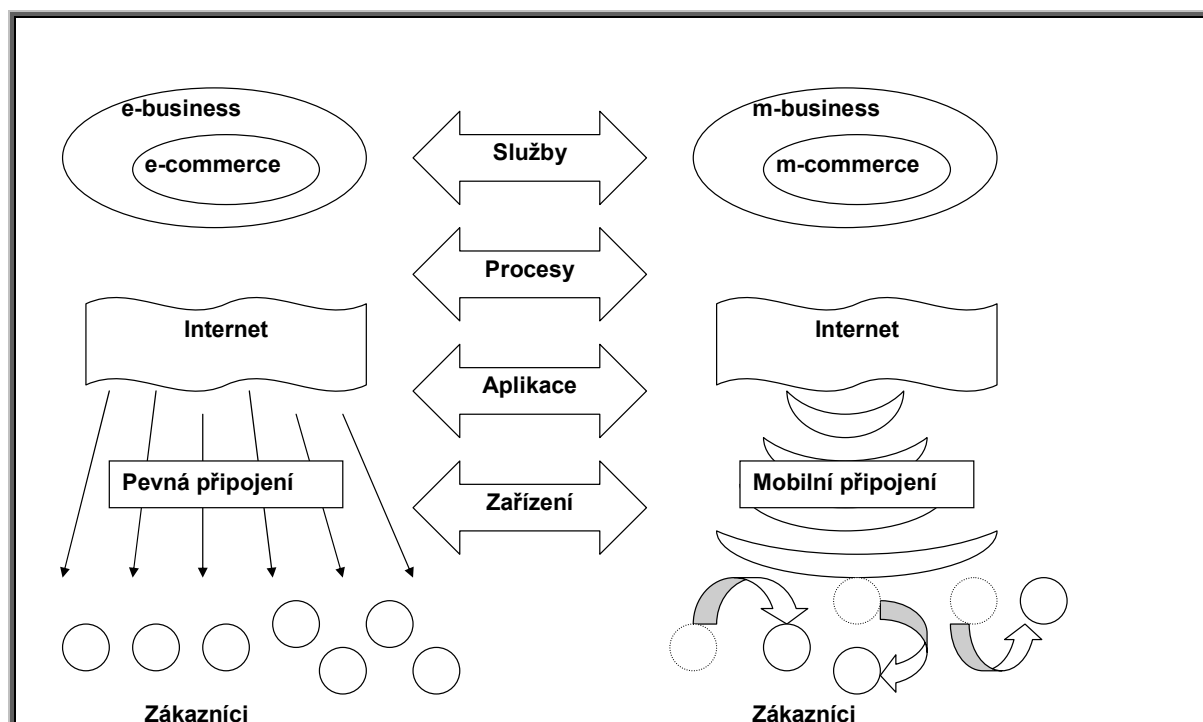 e-business
e-commerce
Služby
m-business
m-commerce
Procesy
Internet
Aplikace
Internet
Pevná připojení
Zařízení
Mobilní připojení
Zákazníci
Zákazníci